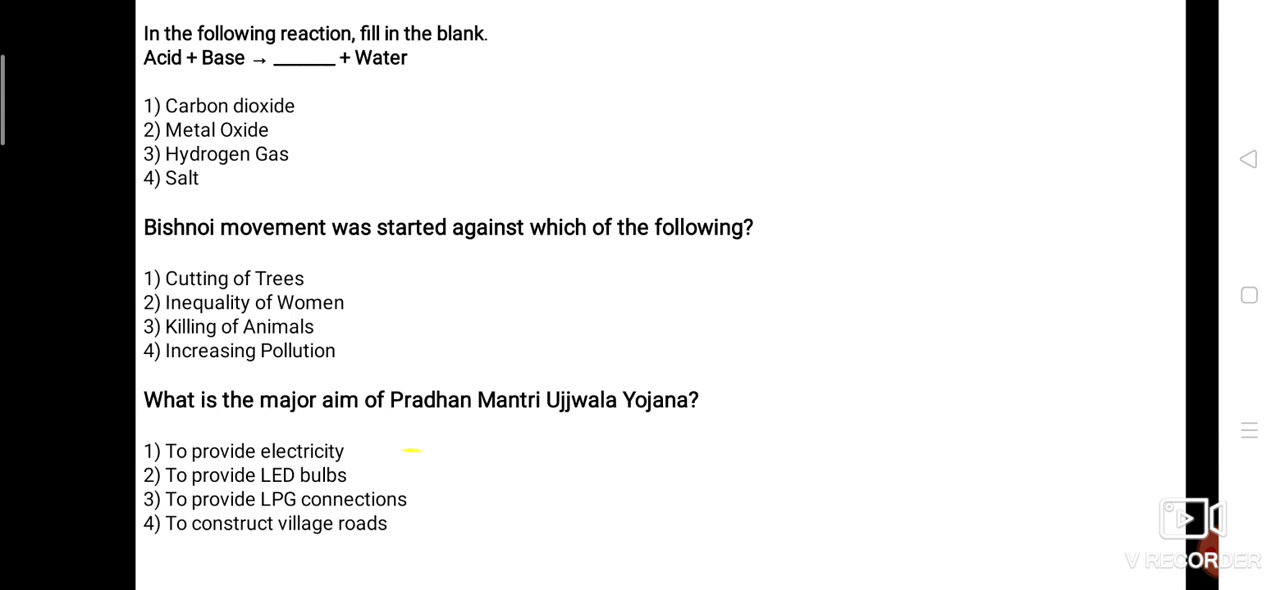 In the following reaction, fill in the blank.
Acid + Base → ______ + Water
1) Carbon dioxide
2) Metal Oxide
3) Hydrogen Gas
4) Salt
Bishnoi movement was started against which of the following?
1) Cutting of Trees
2) Inequality of Women
3) Killing of Animals
4) Increasing Pollution
What is the major aim of Pradhan Mantri Ujjwala Yojana?
1) To provide electricity
2) To provide LED bulbs
3) To provide LPG connections
4) To construct village roads
V RECORDER